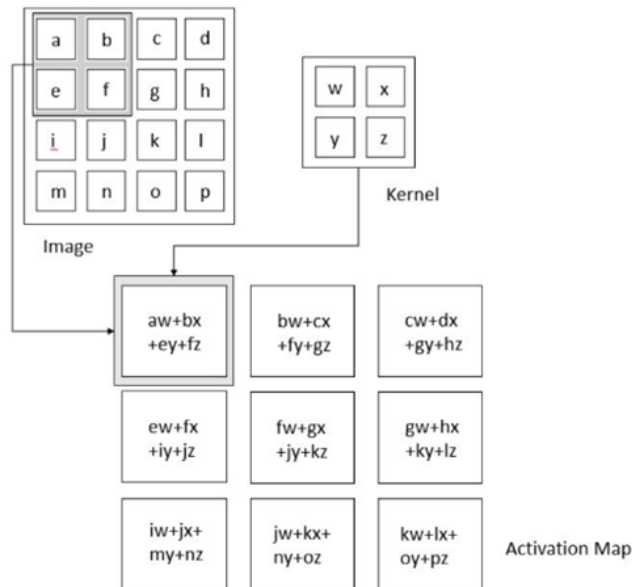 a b c d
e f g h
i j k l
m n o p
Image
w x
y z
Kernel
aw+bx
+ey+fz
bw+cx
+fy+gz
cw+dx
+gy+hz
ew+fx
+iy+jz
fw+gx
+jy+kz
gw+hx
+ky+lz
iw+jx+
my+nz
jw+kx+
ny+oz
kw+lx+
oy+pz
Activation Map